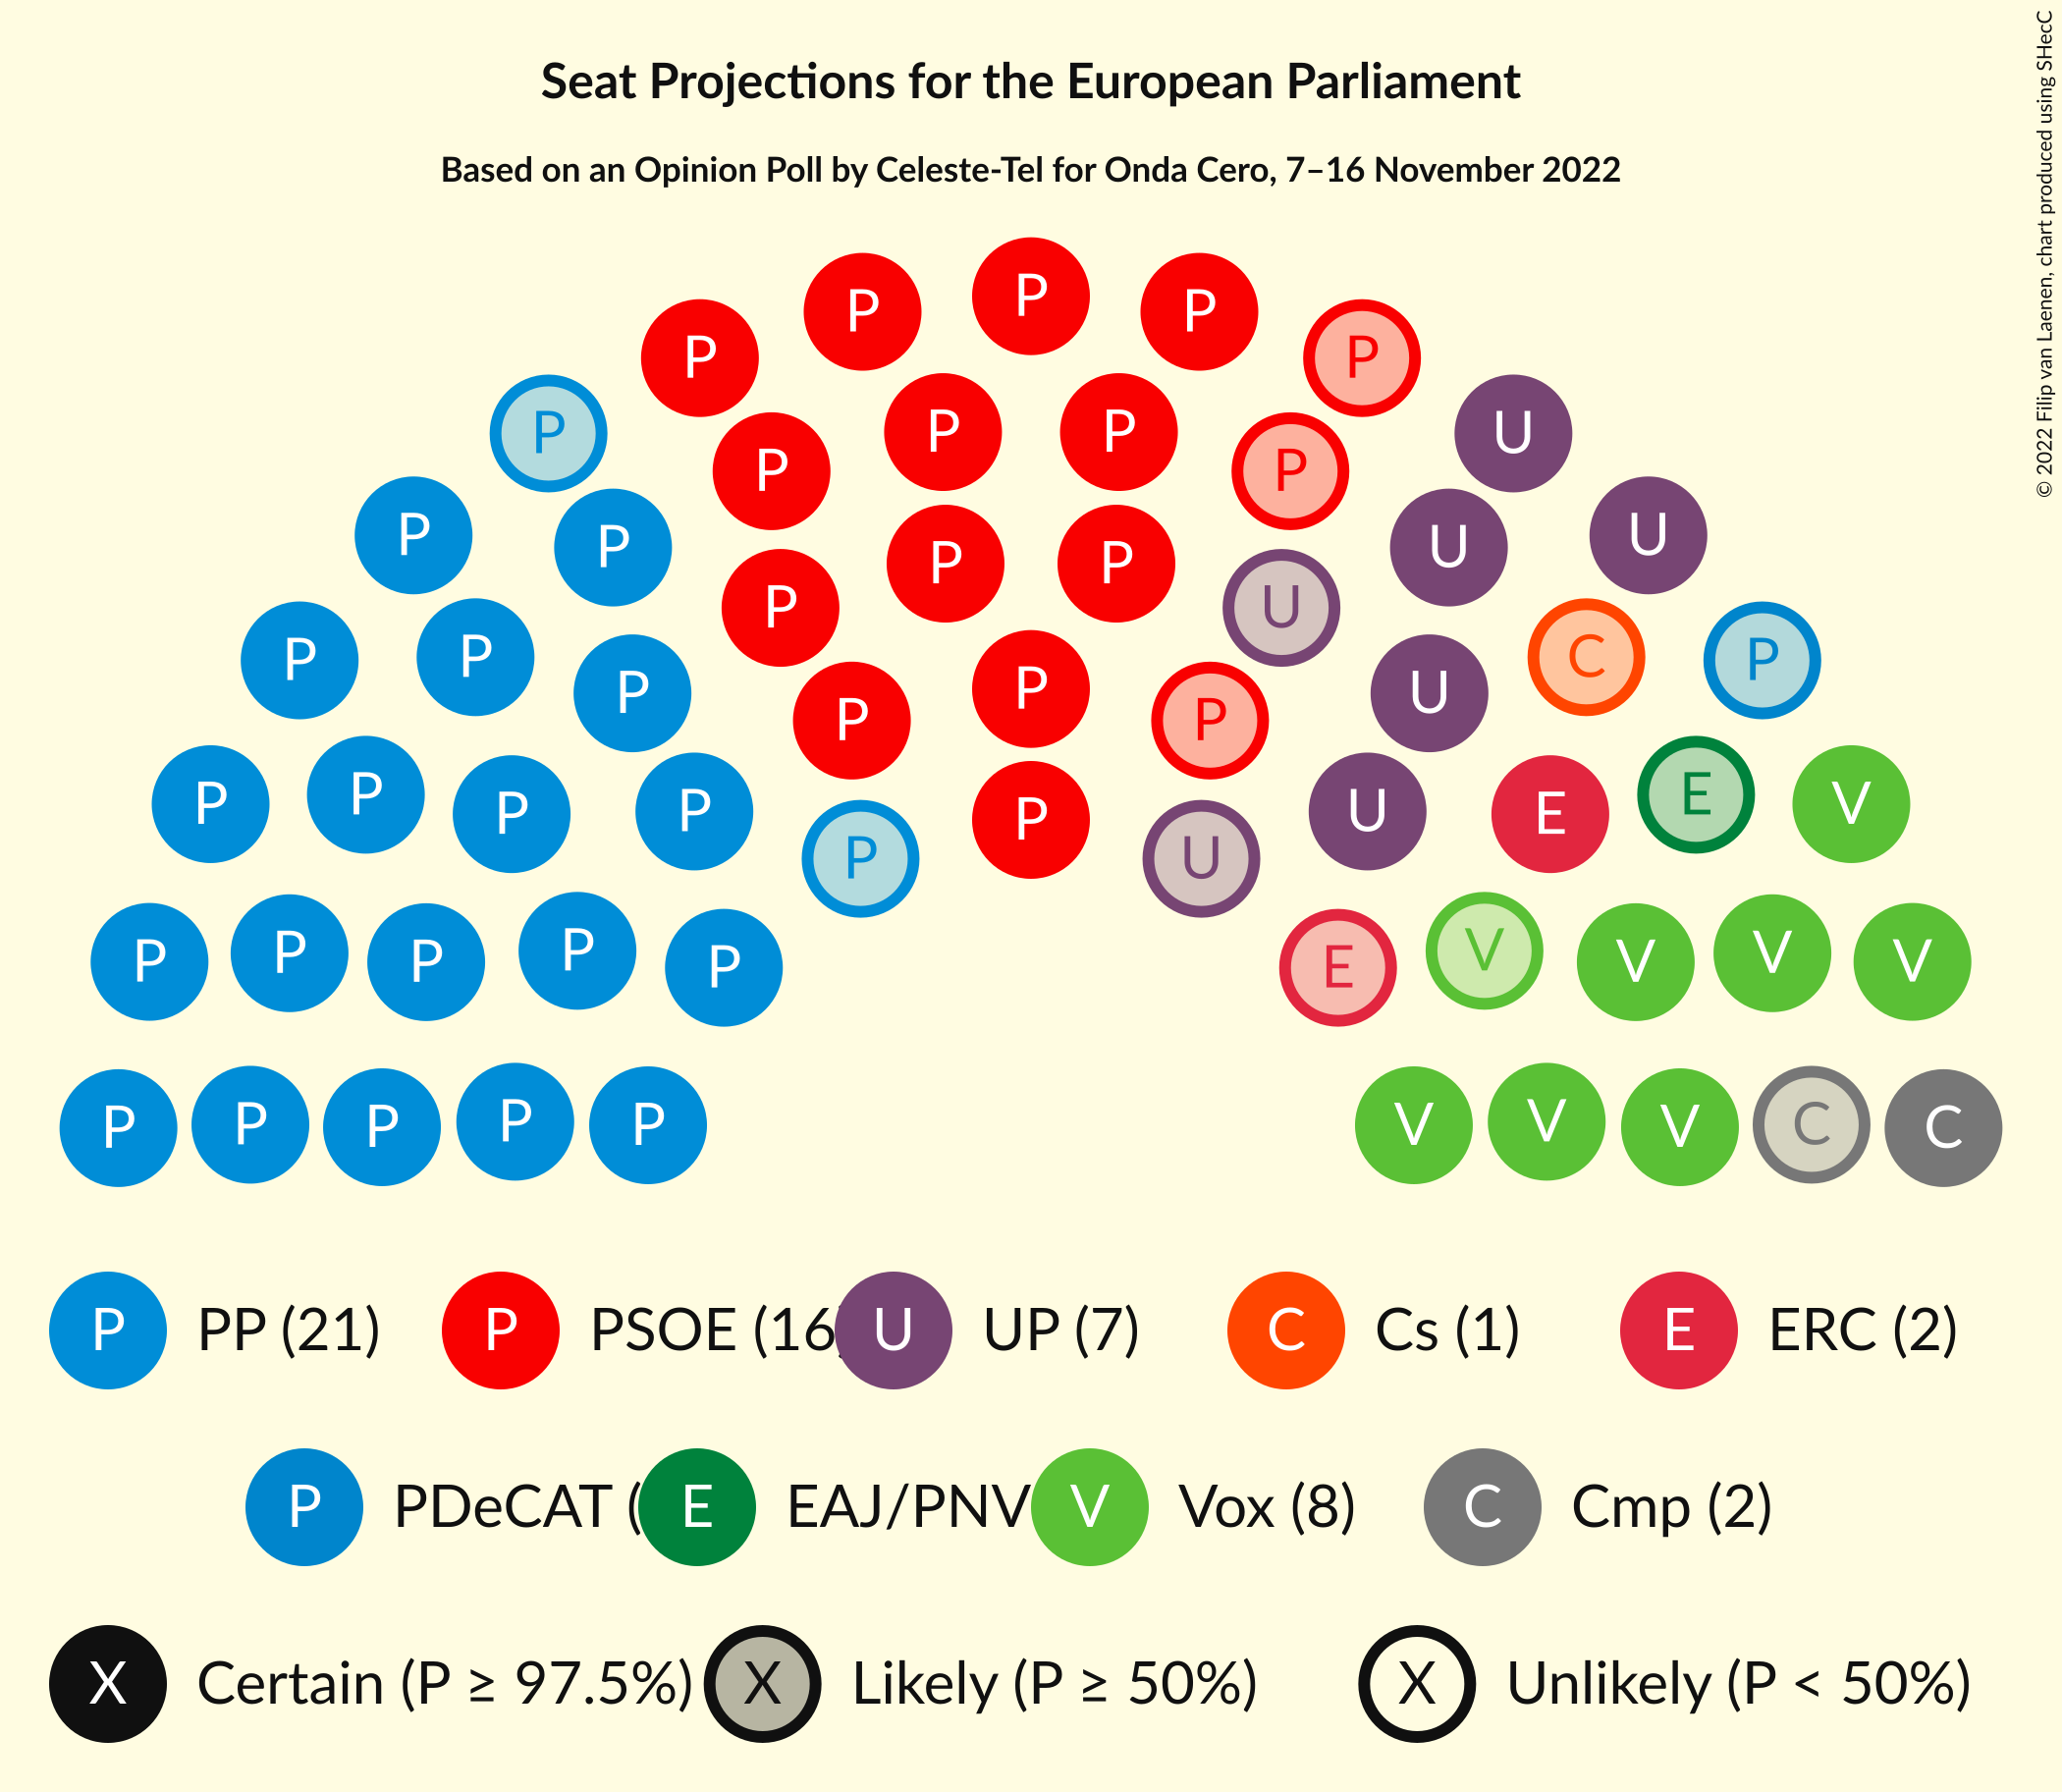 Seat Projections for the European Parliament
Based on an Opinion Poll by Celeste-Tel for Onda Cero, 7–16 November 2022
© 2022 Filip van Laenen, chart produced using SHecC
P
P P
P P
P P P U
P P
P U
P U
P P
P U
P C
P P
P P U
P P
P P P P P U E E V
P U
P P P P P E V V V V
P P P P P V V V C C
P PP (21) P PSOE (16 U UP (7) C Cs (1) E ERC (2)
P PDeCAT ( E EAJ/PNV V Vox (8) C Cmp (2)
X Certain (P ≥ 97.5%) X Likely (P ≥ 50%) X Unlikely (P < 50%)